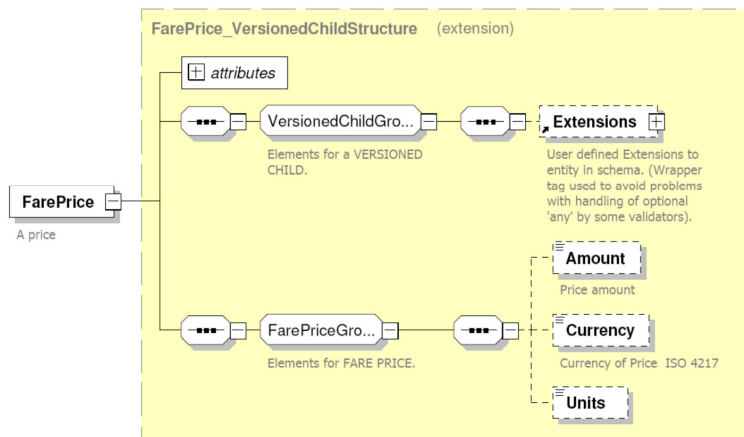 FarePrice_VersionedChildStructure (extension)
attributes
VersionedChildGro...
Elements for a VERSIONED
CHILD.
Extensions
User defined Extensions to
entity in schema. (Wrapper
tag used to avoid problems
with handling of optional
'any' by some validators).
FarePrice
A price
Amount
Price amount
FarePriceGro...
Elements for FARE PRICE.
Currency
Currency of Price ISO 4217
Units